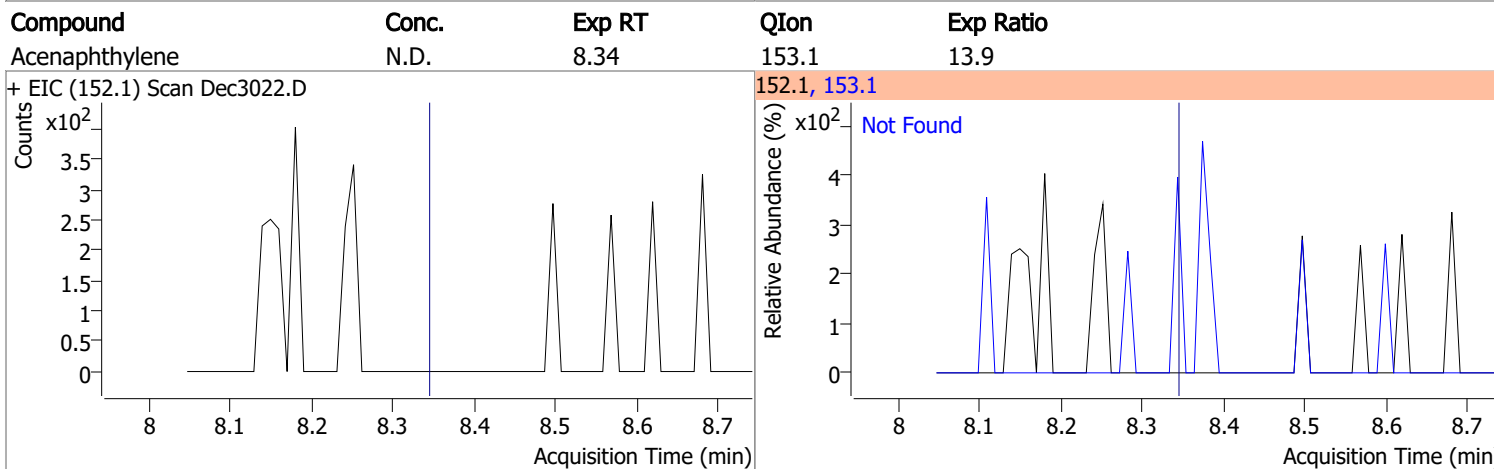 Compound Conc. Exp RT QIon Exp Ratio
Acenaphthylene N.D. 8.34 153.1 13.9
+ EIC (152.1) Scan Dec3022.D
Counts
x10²
3.5
3
2.5
2
1.5
1
0.5
0
8 8.1 8.2 8.3 8.4 8.5 8.6 8.7
Acquisition Time (min)
152.1, 153.1
Relative Abundance (%)
x10²
Not Found
4
3
2
1
0
8 8.1 8.2 8.3 8.4 8.5 8.6 8.7
Acquisition Time (min)